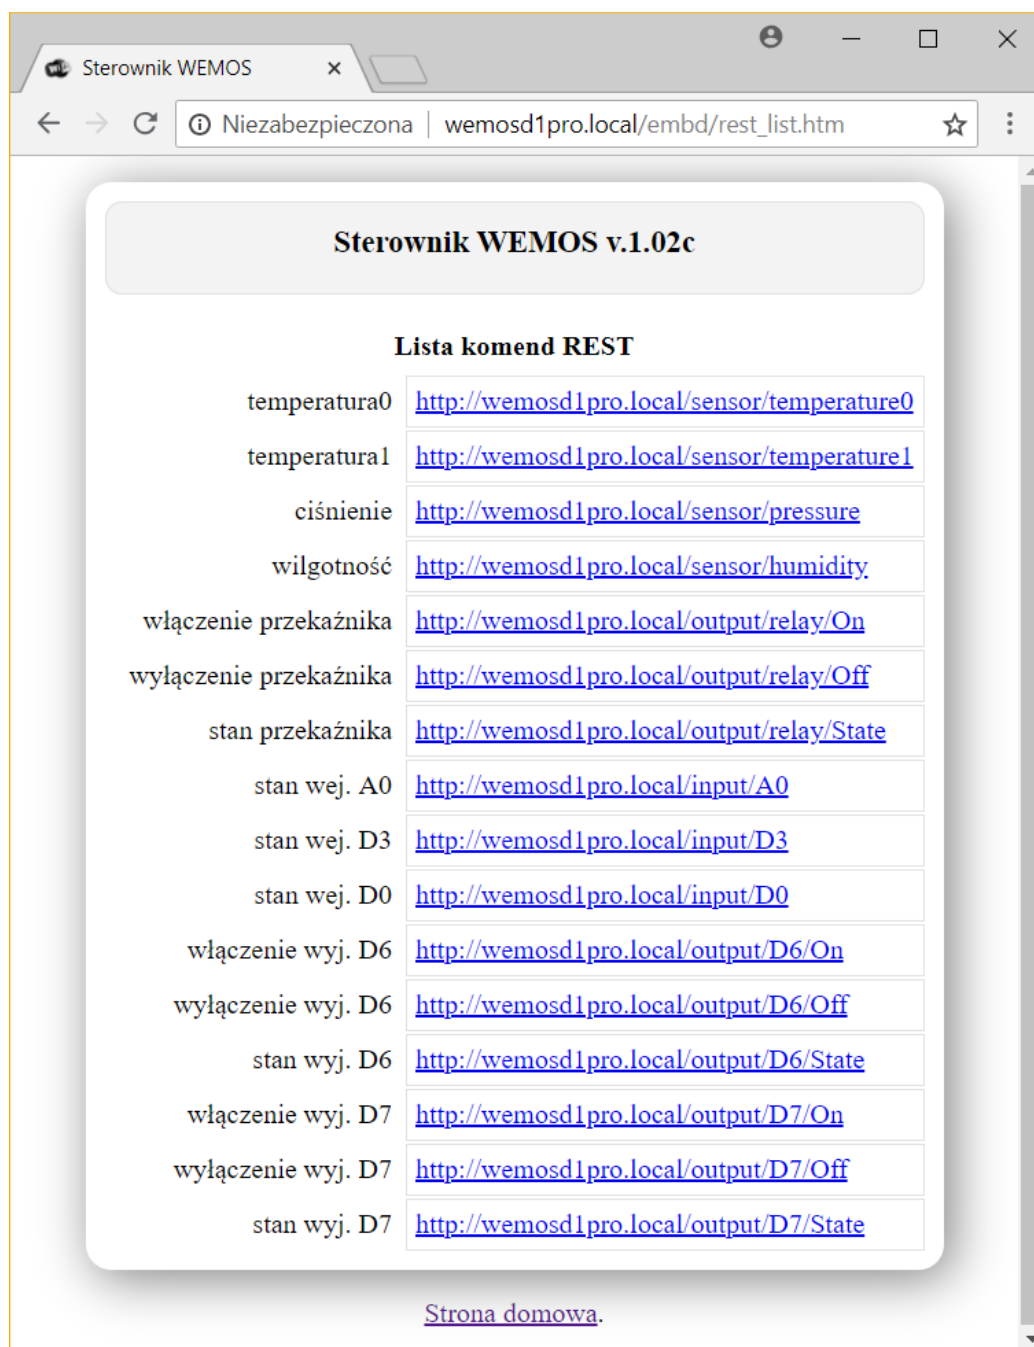 Sterownik WEMOS
Niezabezpieczona | wemosd1pro.local/embd/rest_list.htm
Sterownik WEMOS v.1.02c
Lista komend REST
temperatura0 http://wemosd1pro.local/sensor/temperature0
temperatura1 http://wemosd1pro.local/sensor/temperature1
ciśnienie http://wemosd1pro.local/sensor/pressure
wilgotność http://wemosd1pro.local/sensor/humidity
włączenie przekaźnika http://wemosd1pro.local/output/relay/On
wyłączenie przekaźnika http://wemosd1pro.local/output/relay/Off
stan przekaźnika http://wemosd1pro.local/output/relay/State
stan wej. A0 http://wemosd1pro.local/input/A0
stan wej. D3 http://wemosd1pro.local/input/D3
stan wej. D0 http://wemosd1pro.local/input/D0
włączenie wyj. D6 http://wemosd1pro.local/output/D6/On
wyłączenie wyj. D6 http://wemosd1pro.local/output/D6/Off
stan wyj. D6 http://wemosd1pro.local/output/D6/State
włączenie wyj. D7 http://wemosd1pro.local/output/D7/On
wyłączenie wyj. D7 http://wemosd1pro.local/output/D7/Off
stan wyj. D7 http://wemosd1pro.local/output/D7/State
Strona domowa.